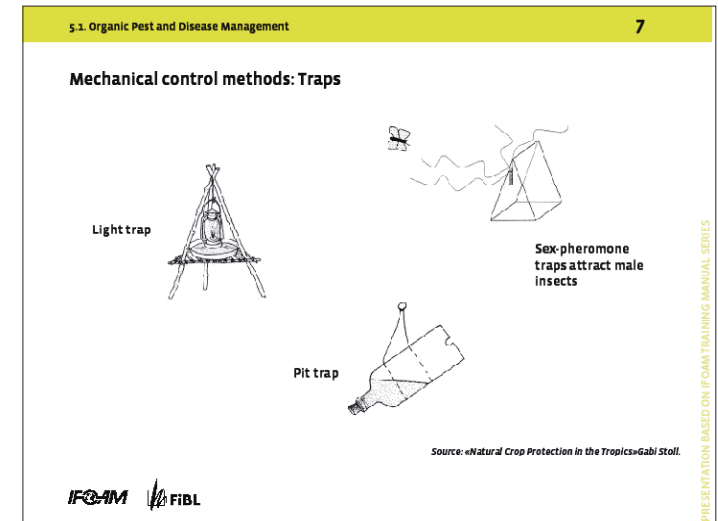 5.1. Organic Pest and Disease Management
7
Mechanical control methods: Traps
Light trap
Sex-pheromone
traps attract male
insects
Pit trap
Source: «Natural Crop Protection in the Tropics»Gabi Stoll.
IFOAM
FiBL
PRESENTATION BASED ON IFOAM TRAINING MANUAL SERIES